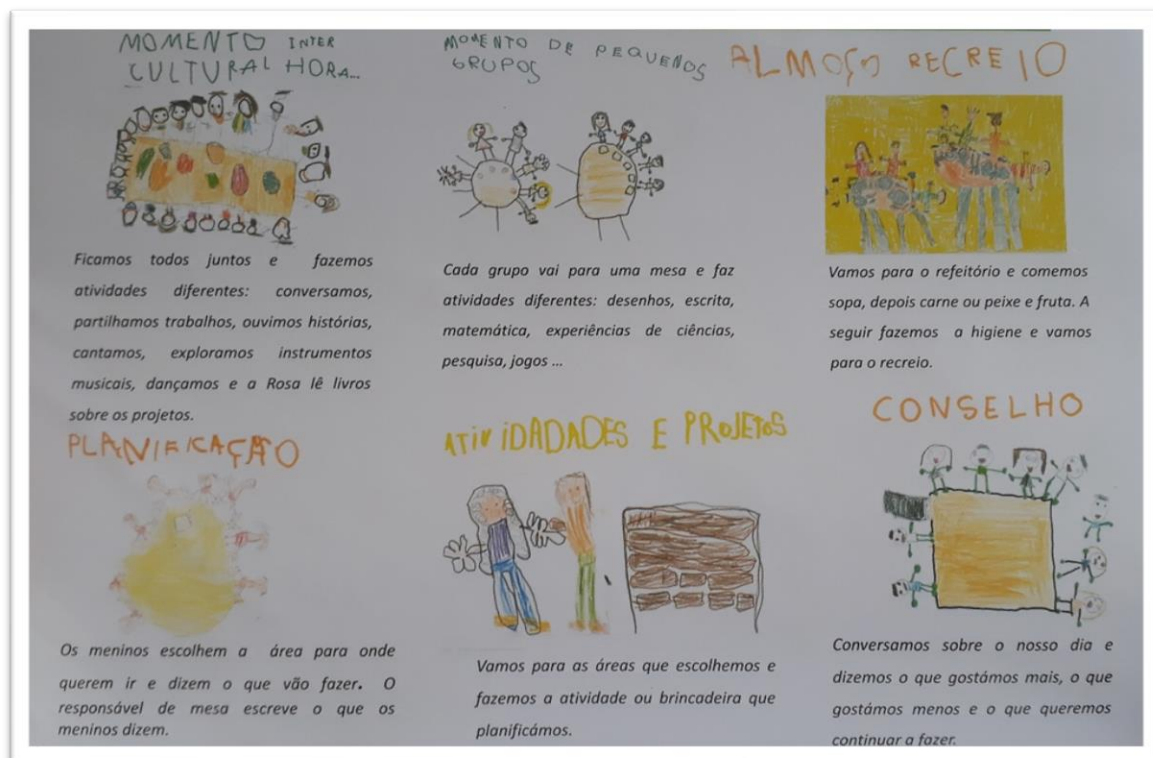 MOMENTO INTER
CULTURAL HORA...
Ficamos todos juntos e fazemos
atividades diferentes: conversamos,
partilhamos trabalhos, ouvimos histórias,
cantamos, exploramos instrumentos
musicais, dançamos e a Rosa lê livros
sobre os projetos.
MOMENTO DE PEQUENOS
GRUPOS
Cada grupo vai para uma mesa e faz
atividades diferentes: desenhos, escrita,
matemática, experiências de ciências,
pesquisa, jogos ...
ALMOÇO RECREIO
Vamos para o refeitório e comemos
sopa, depois carne ou peixe e fruta. A
seguir fazemos a higiene e vamos
para o recreio.
PLANIFICAÇÃO
Os meninos escolhem a área para onde
querem ir e dizem o que vão fazer. O
responsável de mesa escreve o que os
meninos dizem.
ATIVIDADADES E PROJETOS
Vamos para as áreas que escolhemos e
fazemos a atividade ou brincadeira que
planificámos.
CONSELHO
Conversamos sobre o nosso dia e
dizemos o que gostámos mais, o que
gostámos menos e o que queremos
continuar a fazer.